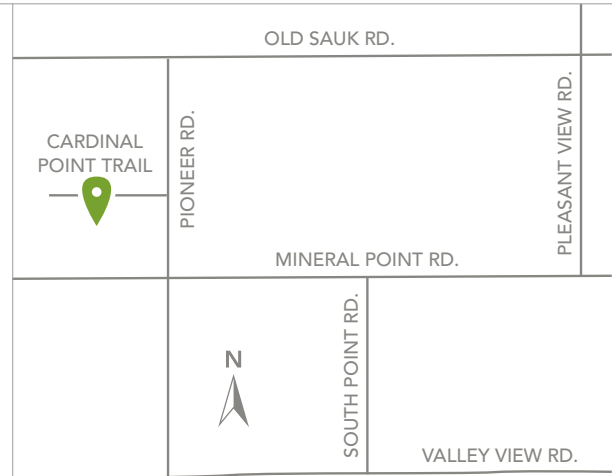 OLD SAUK RD.
CARDINAL
POINT TRAIL
PIONEER RD.
PLEASANT VIEW RD.
MINERAL POINT RD.
SOUTH POINT RD.
N
VALLEY VIEW RD.